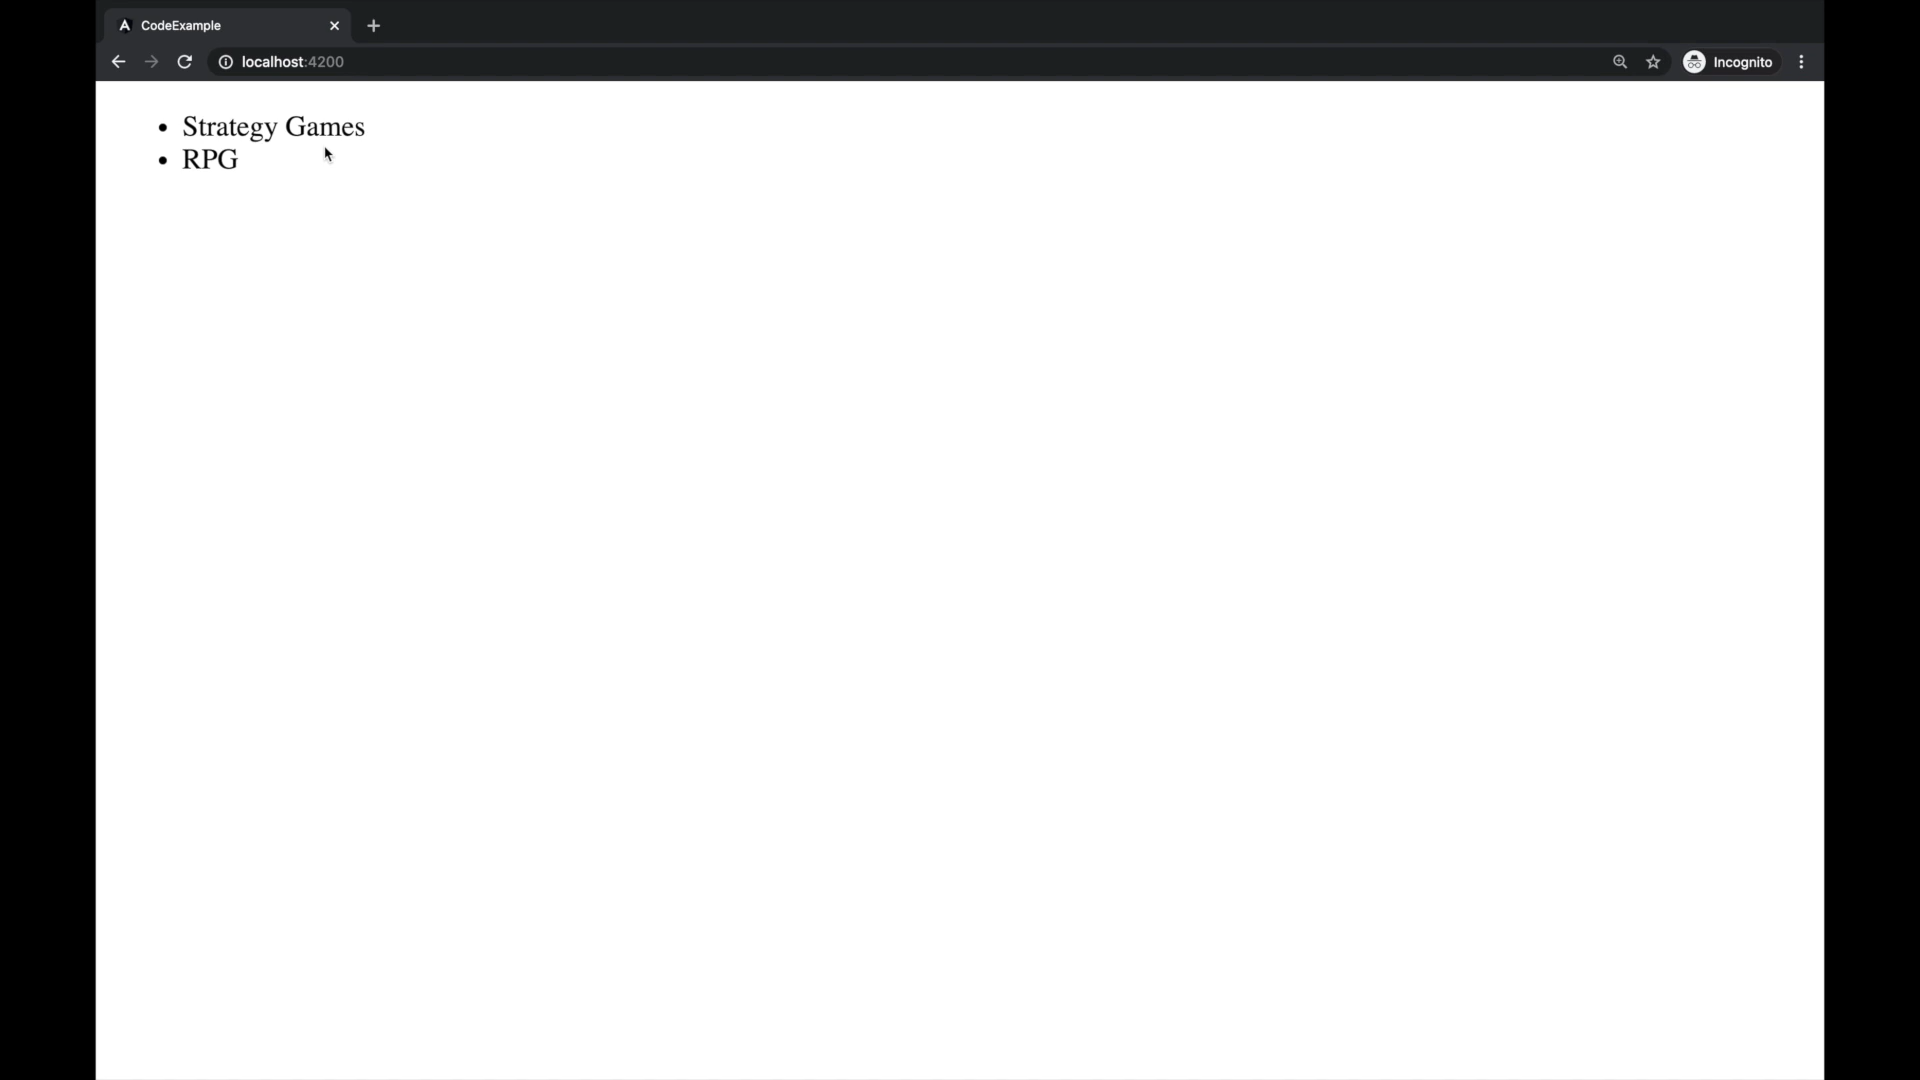 CodeExample
localhost:4200
Incognito
Strategy Games
RPG